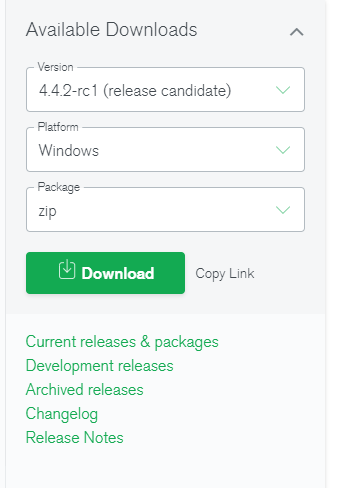 Available Downloads
Version
4.4.2-rc1 (release candidate)
Platform
Windows
Package
zip
Download
Copy Link
Current releases & packages
Development releases
Archived releases
Changelog
Release Notes